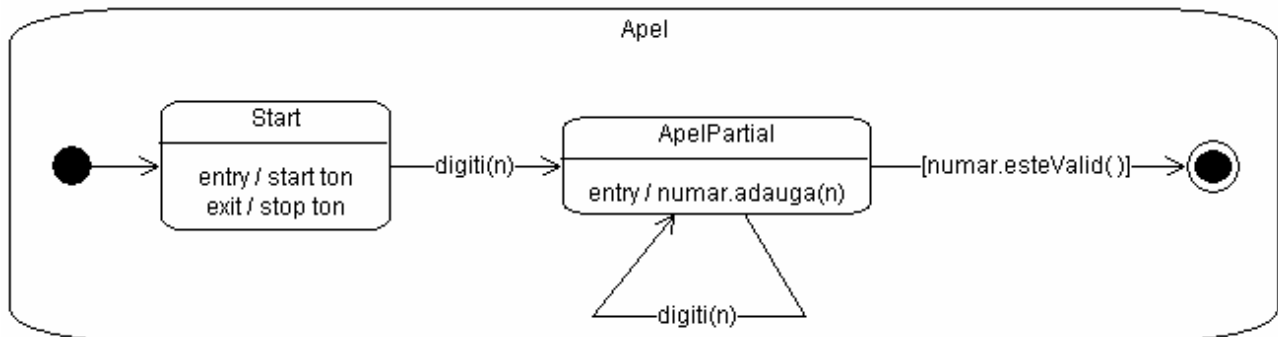 Apel
Start
entry / start ton
exit / stop ton
digiti(n)
ApelPartial
entry / numar.adauga(n)
[numar.esteValid( )]
digiti(n)